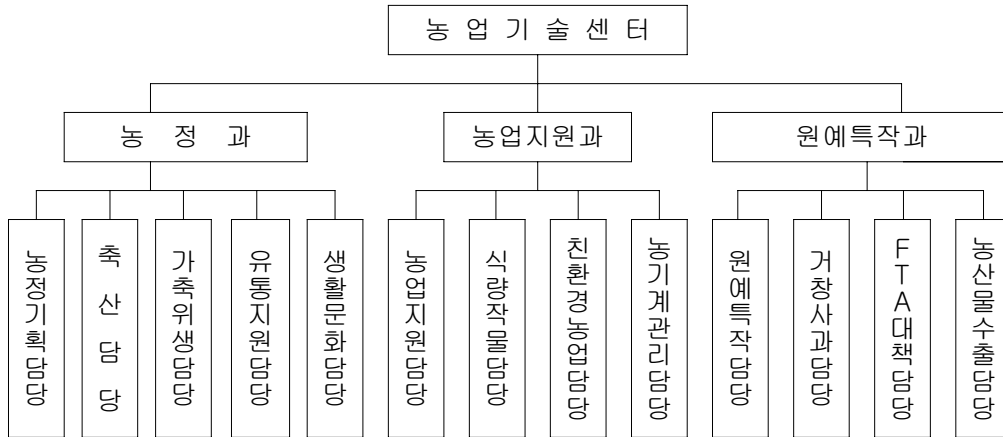 농 업 기 술 센 터
농 정 과
농업지원과
원예특작과
농정기획담당
축산담당
가축위생담당
유통지원담당
생활문화담당
농업지원담당
식량작물담당
친환경농업담당
농기계관리담당
원예특작담당
거창사과담당
FTA대책담당
농산물수출담당